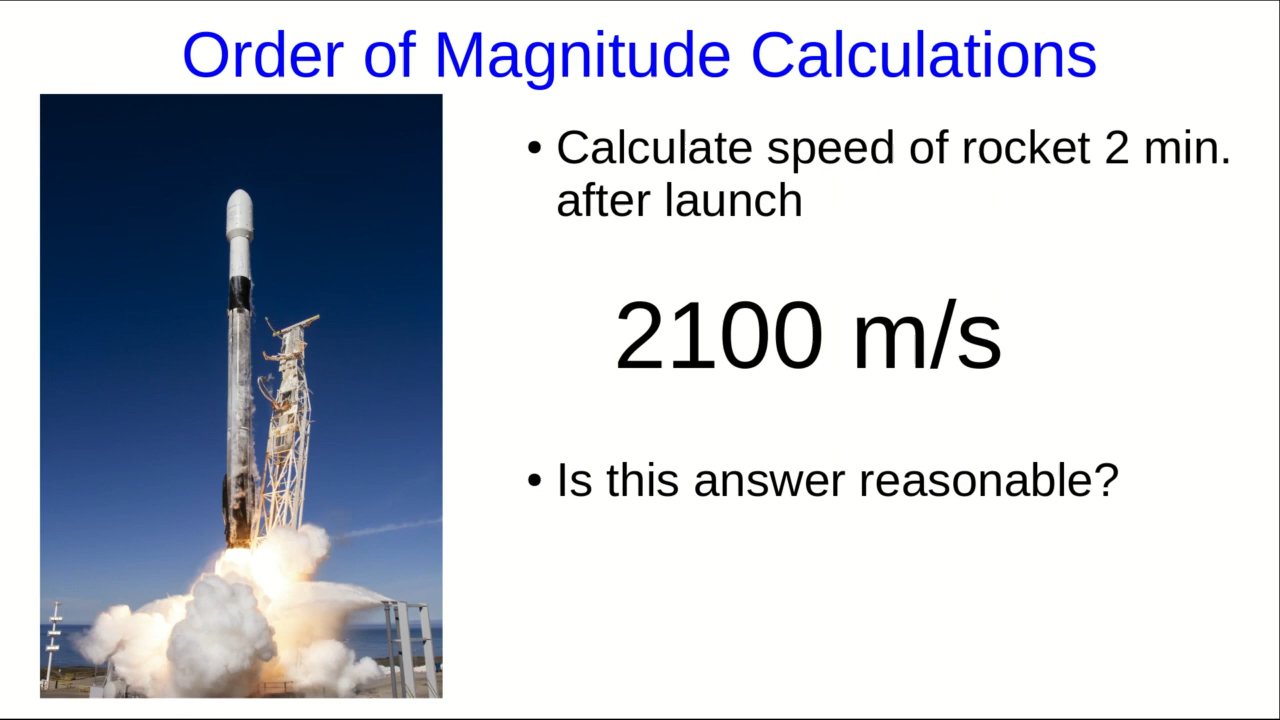 Order of Magnitude Calculations
• Calculate speed of rocket 2 min.
after launch
2100 m/s
• Is this answer reasonable?